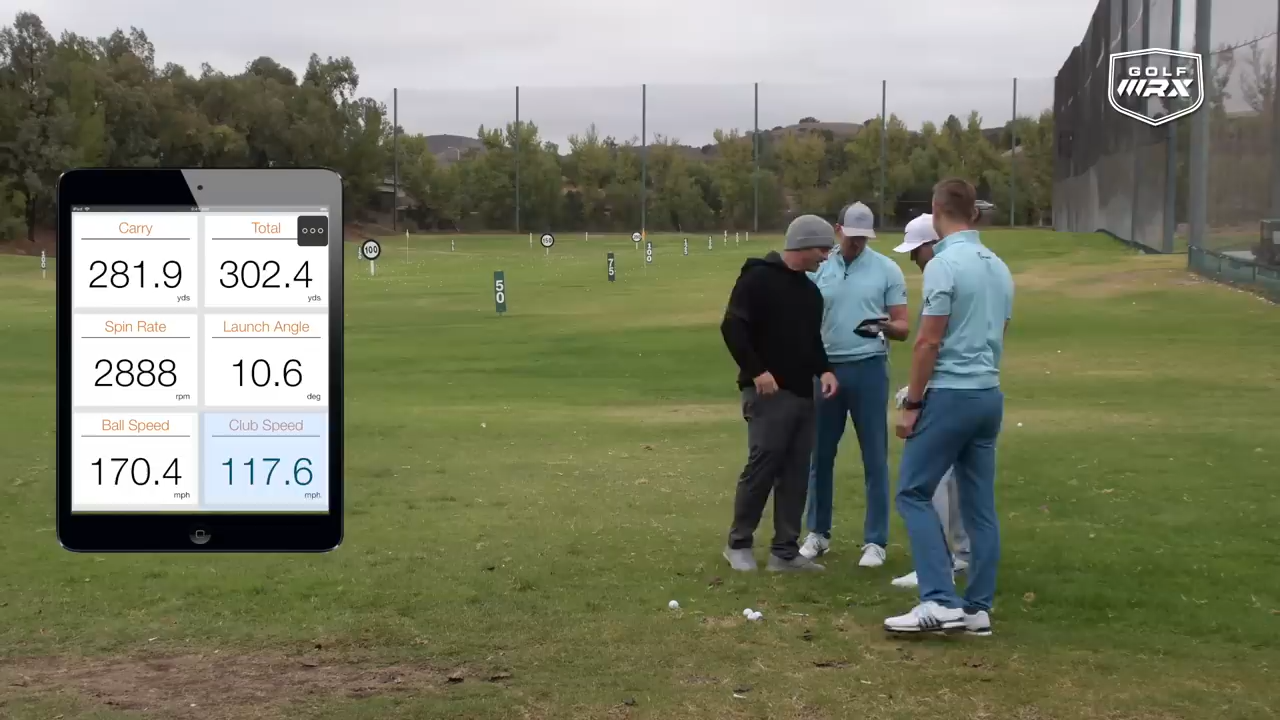 GOLF
WRX
Carry
281.9
yds
Total
302.4
yds
Spin Rate
2888
rpm
Launch Angle
10.6
deg
Ball Speed
170.4
mph
Club Speed
117.6
mph
100
150
50
75